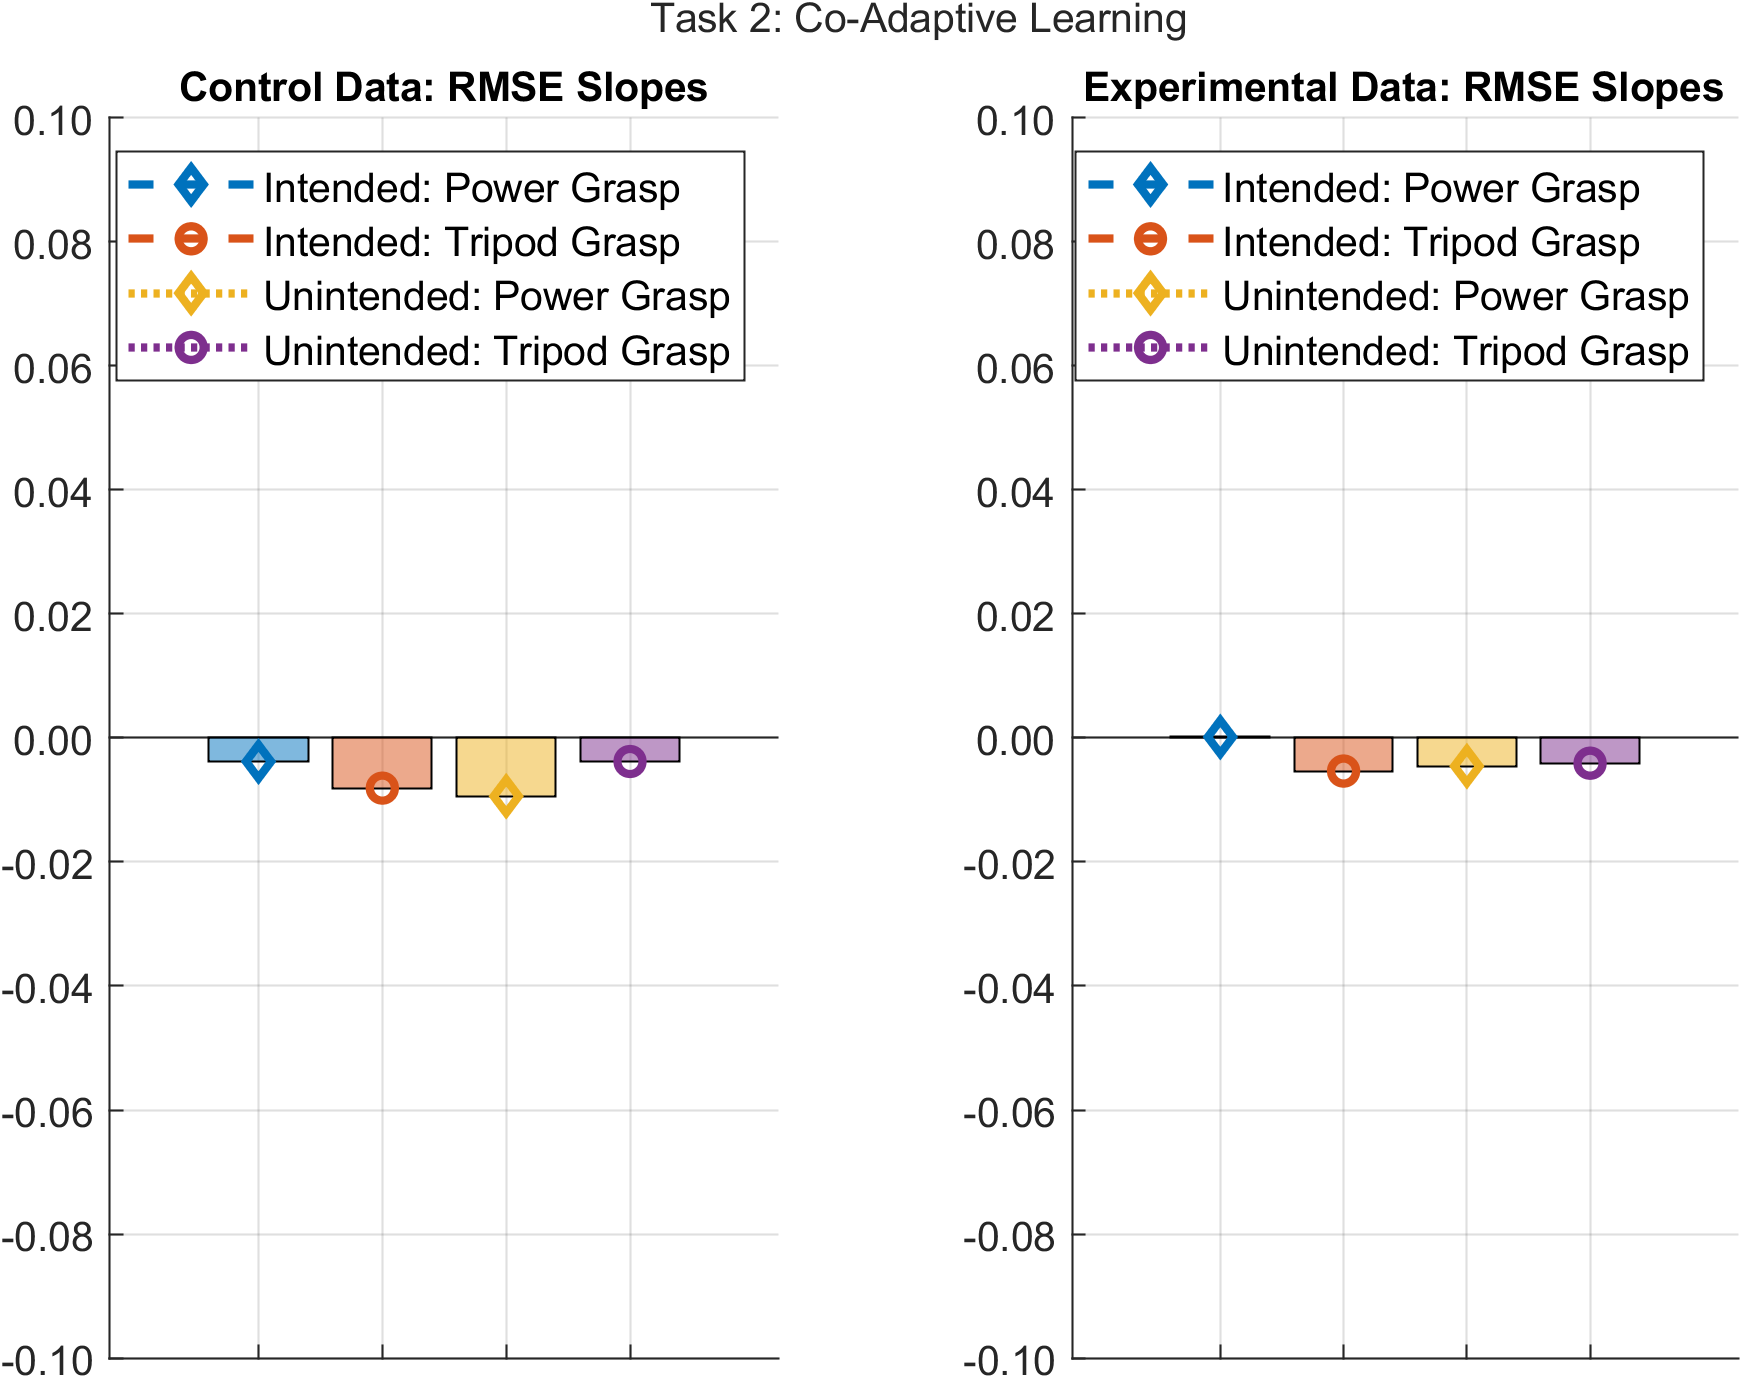 Task 2: Co-Adaptive Learning
Control Data: RMSE Slopes
0.10
0.08
0.06
0.04
0.02
0.00
-0.02
-0.04
-0.06
-0.08
-0.10
Intended: Power Grasp
Intended: Tripod Grasp
Unintended: Power Grasp
Unintended: Tripod Grasp
Experimental Data: RMSE Slopes
0.10
0.08
0.06
0.04
0.02
0.00
-0.02
-0.04
-0.06
-0.08
-0.10
Intended: Power Grasp
Intended: Tripod Grasp
Unintended: Power Grasp
Unintended: Tripod Grasp